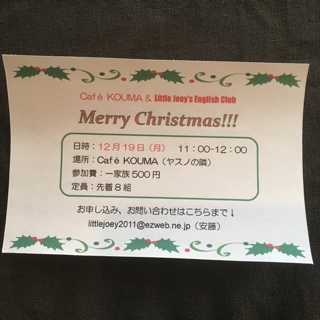 Café KOUMA & Little Joey's English Club
Merry Christmas!!!
日時：12月19日（月） 11：00-12：00
場所：Café KOUMA（ヤスノの隣）
参加費：一家族500円
定員：先着8組
お申し込み、お問い合わせはこちらまで↓
littlejoey2011@ezweb.ne.jp（安藤）